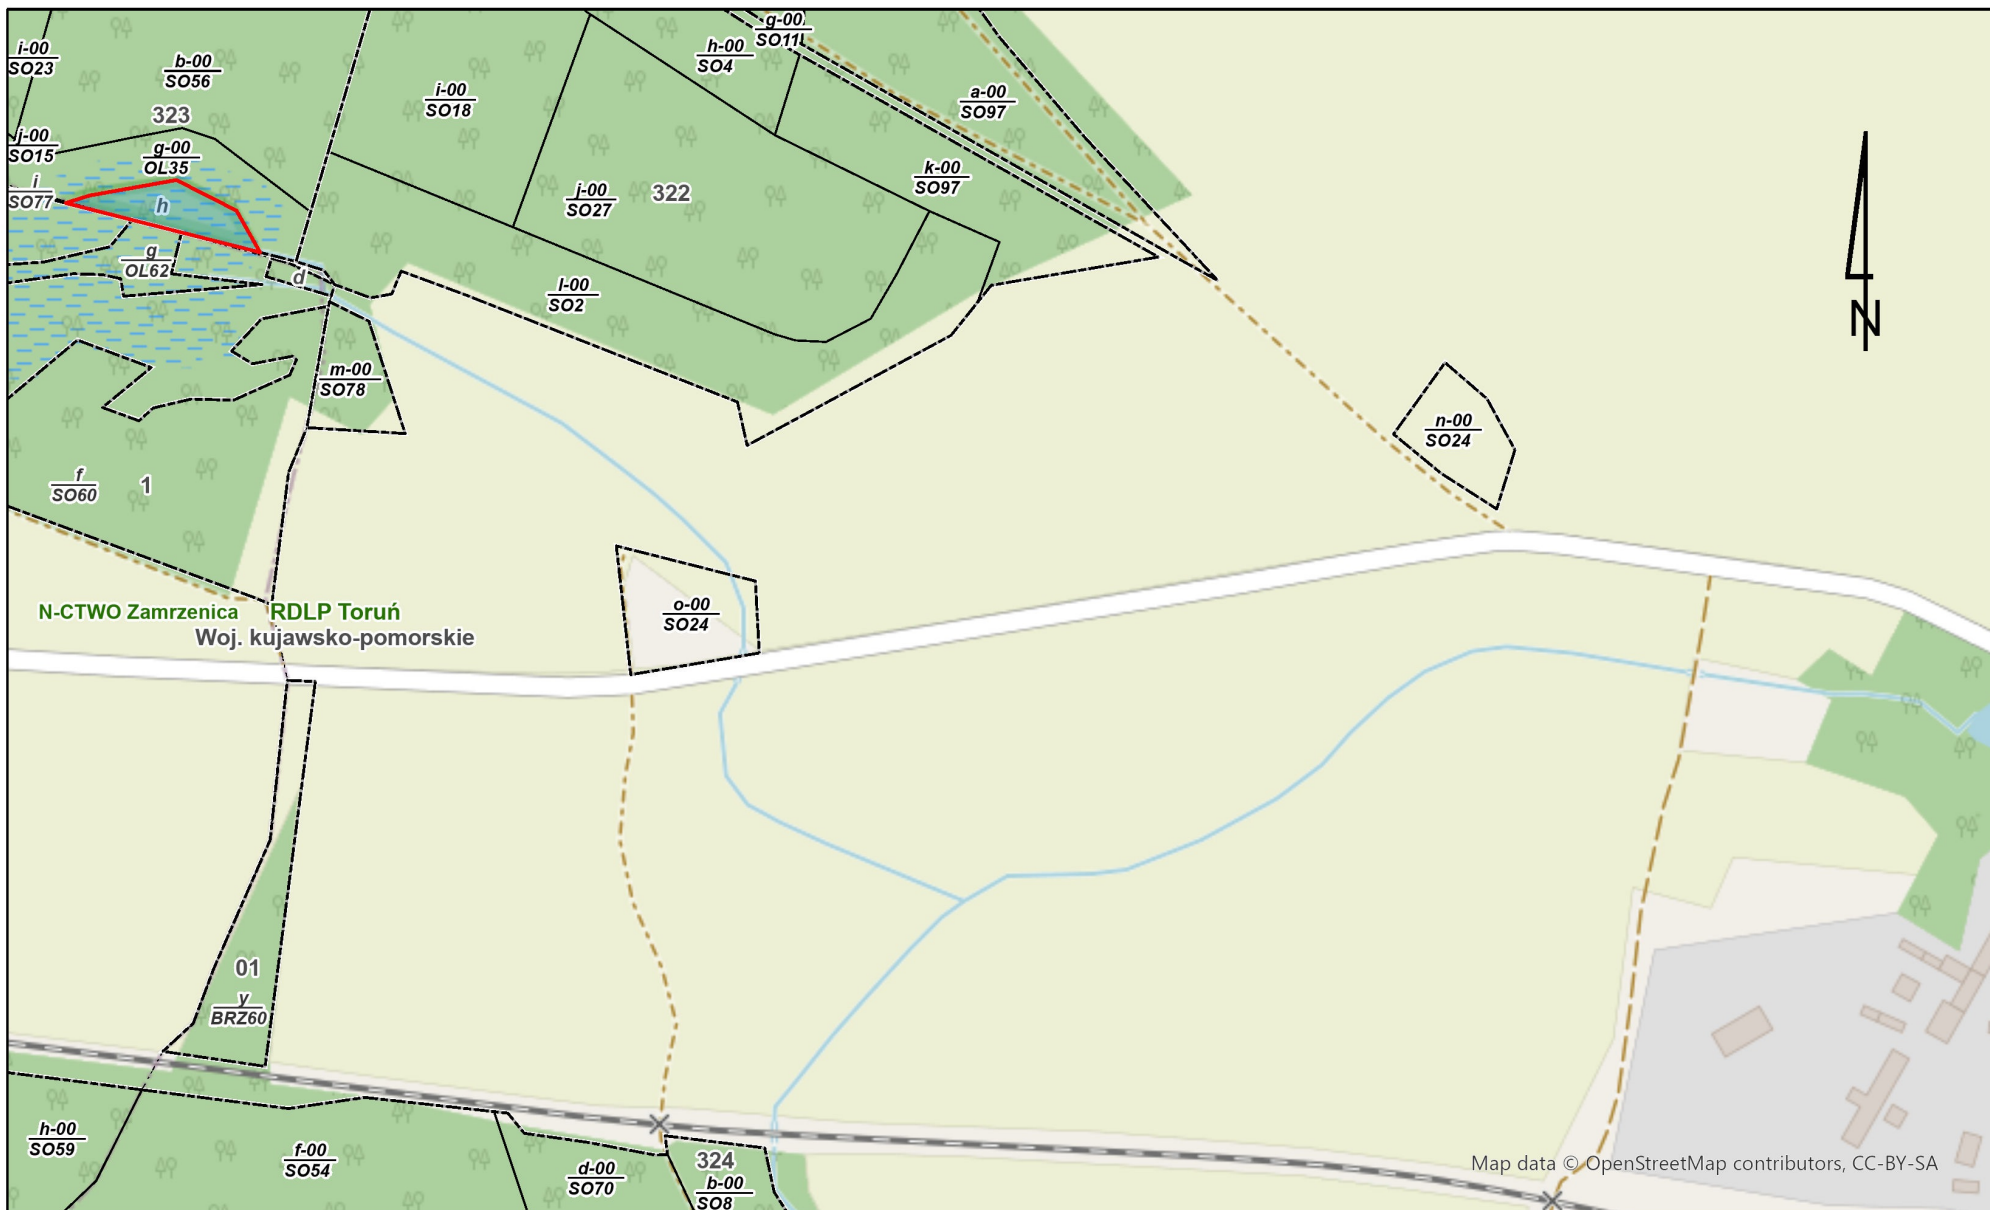 g-00
SO11
i-00
SO23
b-00
SO56
h-00
SO4
i-00
SO18
a-00
SO97
323
j-00
SO15
g-00
OL35
k-00
SO97
i
SO77
h
j-00
SO27
322
g
OL62
d
l-00
SO2
N
m-00
SO78
n-00
SO24
f
SO60
1
o-00
SO24
N-CTWO Zamrzenica
RDLP Toruń
Woj. kujawsko-pomorskie
01
y
BRZ60
h-00
SO59
f-00
SO54
d-00
SO70
324
b-00
SO8
Map data © OpenStreetMap contributors, CC-BY-SA